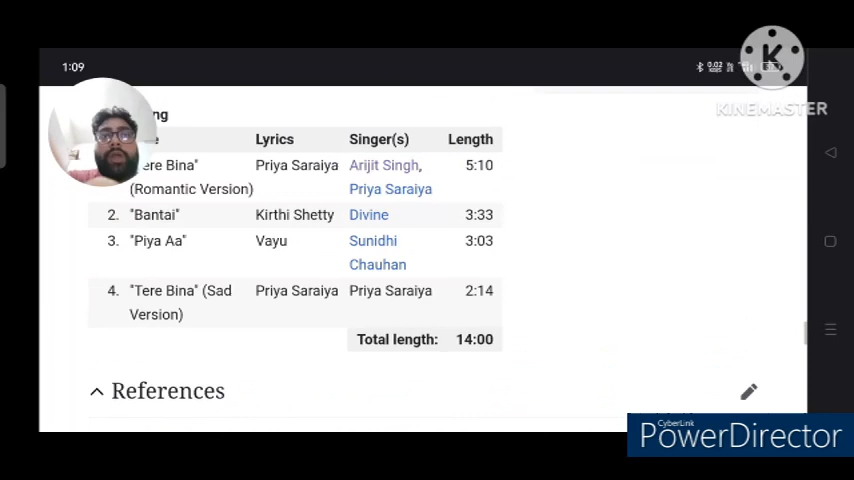 1:09
KINEMASTER
ng
e Lyrics Singer(s) Length
ere Bina" Priya Saraiya Arijit Singh, 5:10
(Romantic Version) Priya Saraiya
2. "Bantai" Kirthi Shetty Divine 3:33
3. "Piya Aa" Vayu Sunidhi 3:03
Chauhan
4. "Tere Bina" (Sad Priya Saraiya Priya Saraiya 2:14
Version)
Total length: 14:00
References
CyberLink
PowerDirector